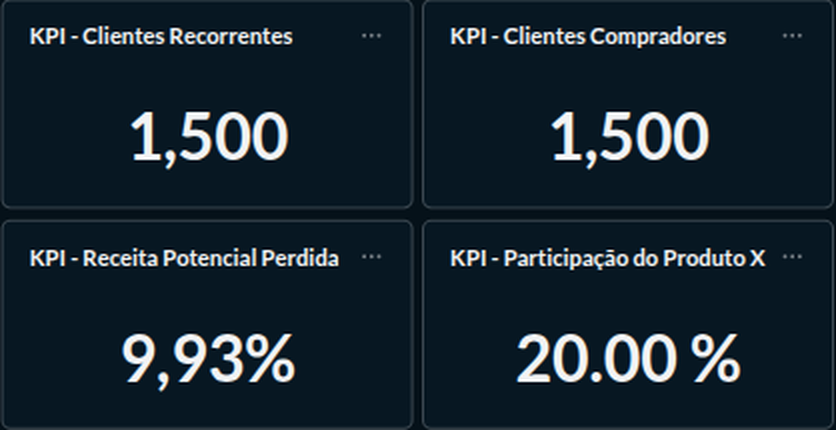 KPI - Clientes Recorrentes ...
KPI - Clientes Compradores ...
1,500
1,500
KPI - Receita Potencial Perdida ...
KPI - Participação do Produto X ...
9,93%
20.00 %